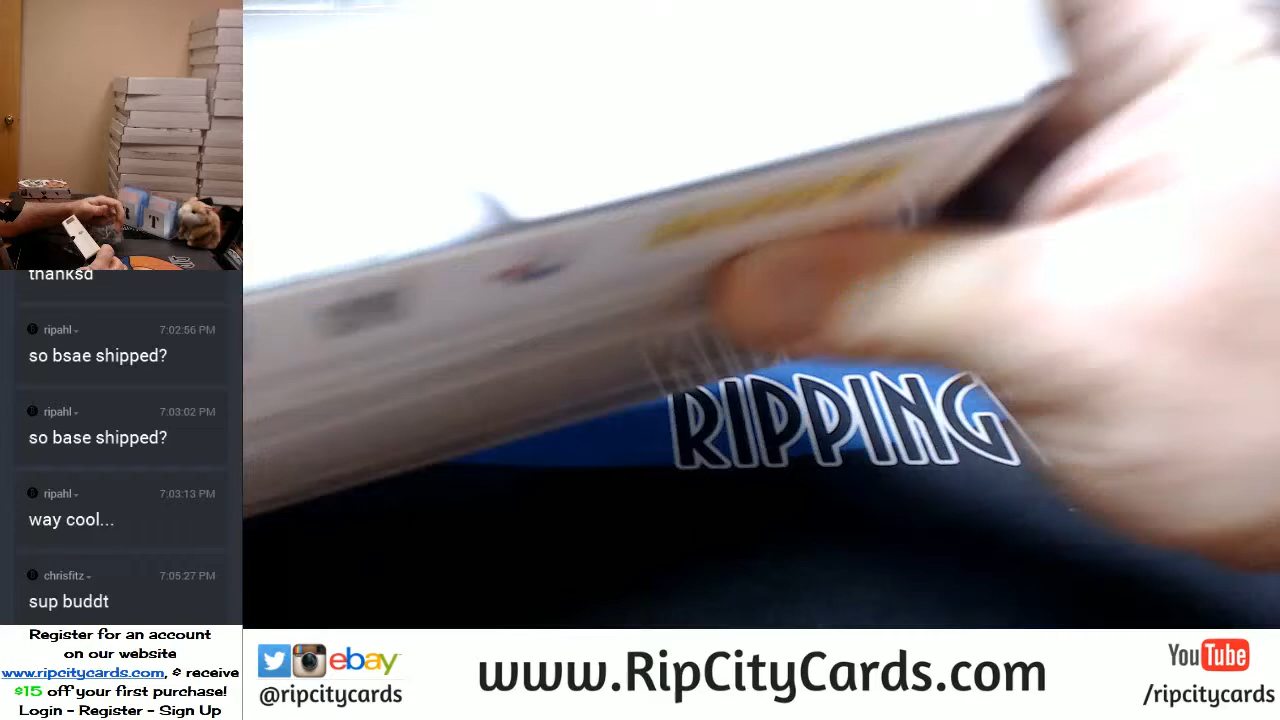 thanksd
ripahl
7:02:56 PM
so bsae shipped?
ripahl
7:03:02 PM
so base shipped?
ripahl
7:03:13 PM
way cool...
chrisfitz
7:05:27 PM
sup buddt
Register for an account
on our website
www.ripcitycards.com, & receive
$15 off your first purchase!
Login - Register - Sign Up
RIPPING
ebay
@ripcitycards
www.RipCityCards.com
YouTube
/ripcitycards